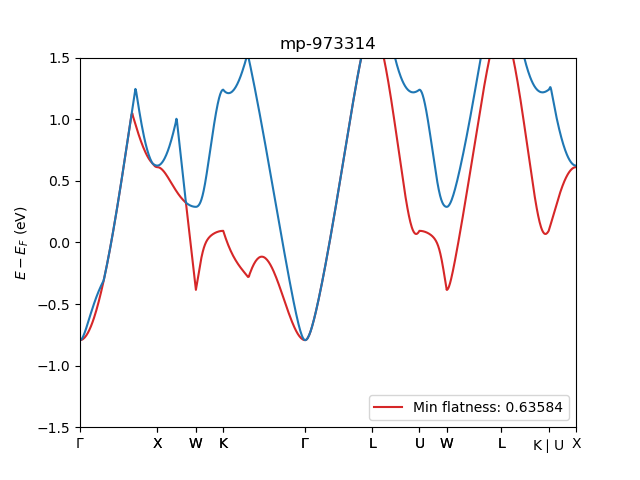 mp-973314
1.5
1.0
0.5
0.0
−0.5
−1.0
−1.5
E − E_F (eV)
Min flatness: 0.63584
Γ X W K Γ L U W L K | U X